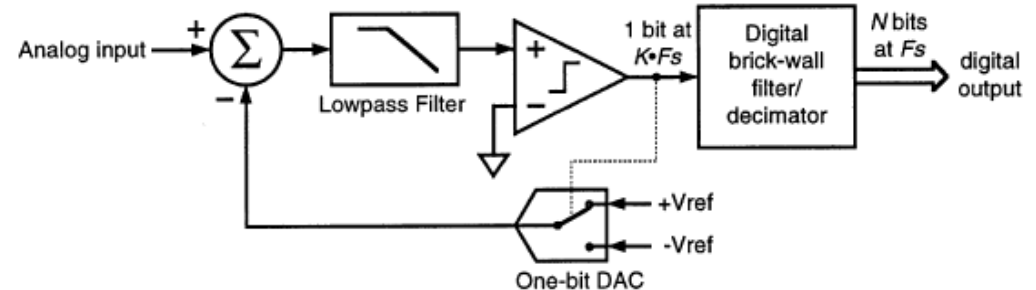 Analog input
+
Σ
−
Lowpass Filter
+
−
1 bit at
K•Fs
Digital
brick-wall
filter/
decimator
N bits
at Fs
digital
output
+Vref
-Vref
One-bit DAC